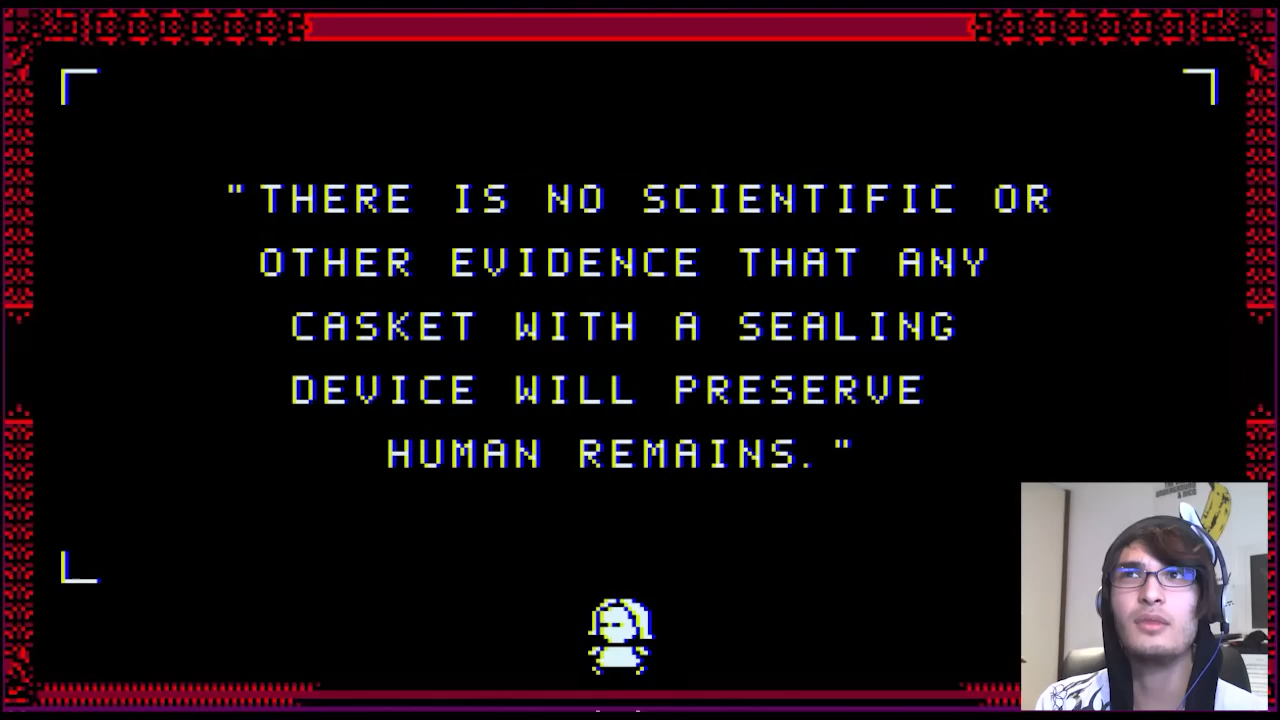 "THERE IS NO SCIENTIFIC OR
OTHER EVIDENCE THAT ANY
CASKET WITH A SEALING
DEVICE WILL PRESERVE
HUMAN REMAINS."